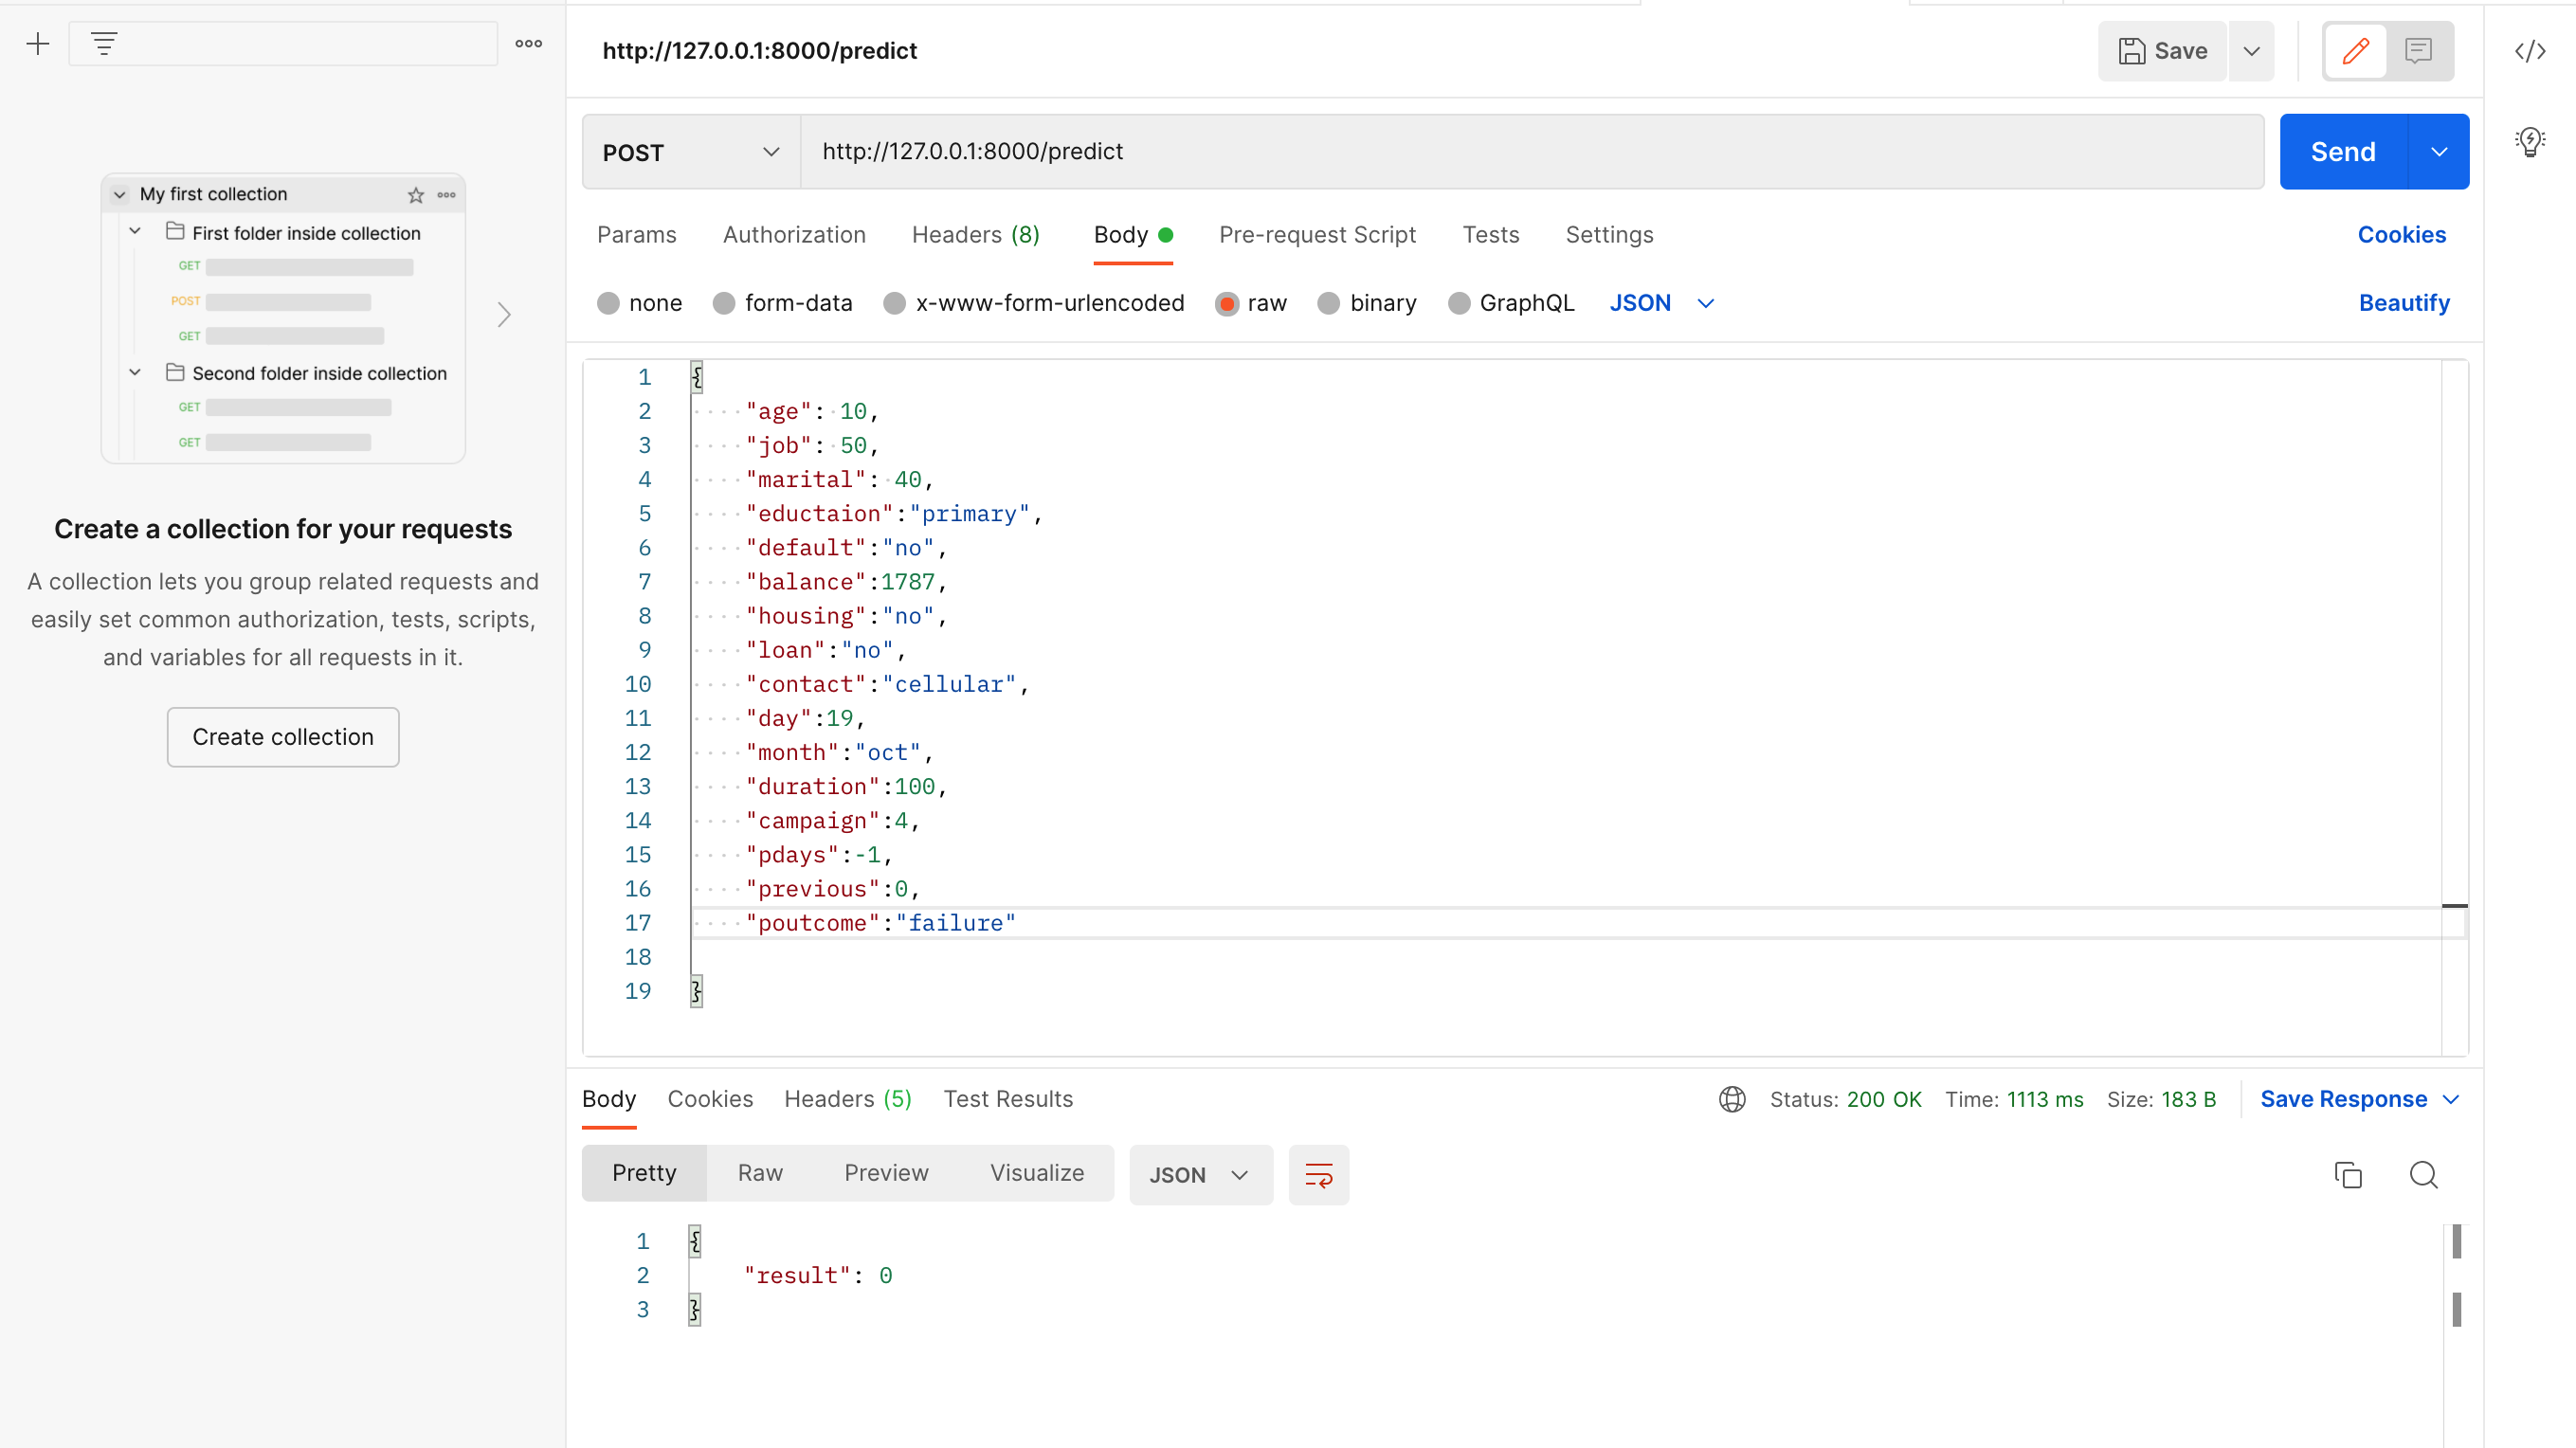 http://127.0.0.1:8000/predict
Save
POST
http://127.0.0.1:8000/predict
Send
My first collection
First folder inside collection
GET
POST
GET
Second folder inside collection
GET
GET
Create a collection for your requests
A collection lets you group related requests and
easily set common authorization, tests, scripts,
and variables for all requests in it.
Create collection
Params Authorization Headers (8) Body Pre-request Script Tests Settings Cookies
none form-data x-www-form-urlencoded raw binary GraphQL JSON Beautify
1 {
2 "age": 10,
3 "job": 50,
4 "marital": 40,
5 "eductaion":"primary",
6 "default":"no",
7 "balance":1787,
8 "housing":"no",
9 "loan":"no",
10 "contact":"cellular",
11 "day":19,
12 "month":"oct",
13 "duration":100,
14 "campaign":4,
15 "pdays":-1,
16 "previous":0,
17 "poutcome":"failure"
18
19 }
Body Cookies Headers (5) Test Results Status: 200 OK Time: 1113 ms Size: 183 B Save Response
Pretty Raw Preview Visualize JSON
1 {
2 "result": 0
3 }